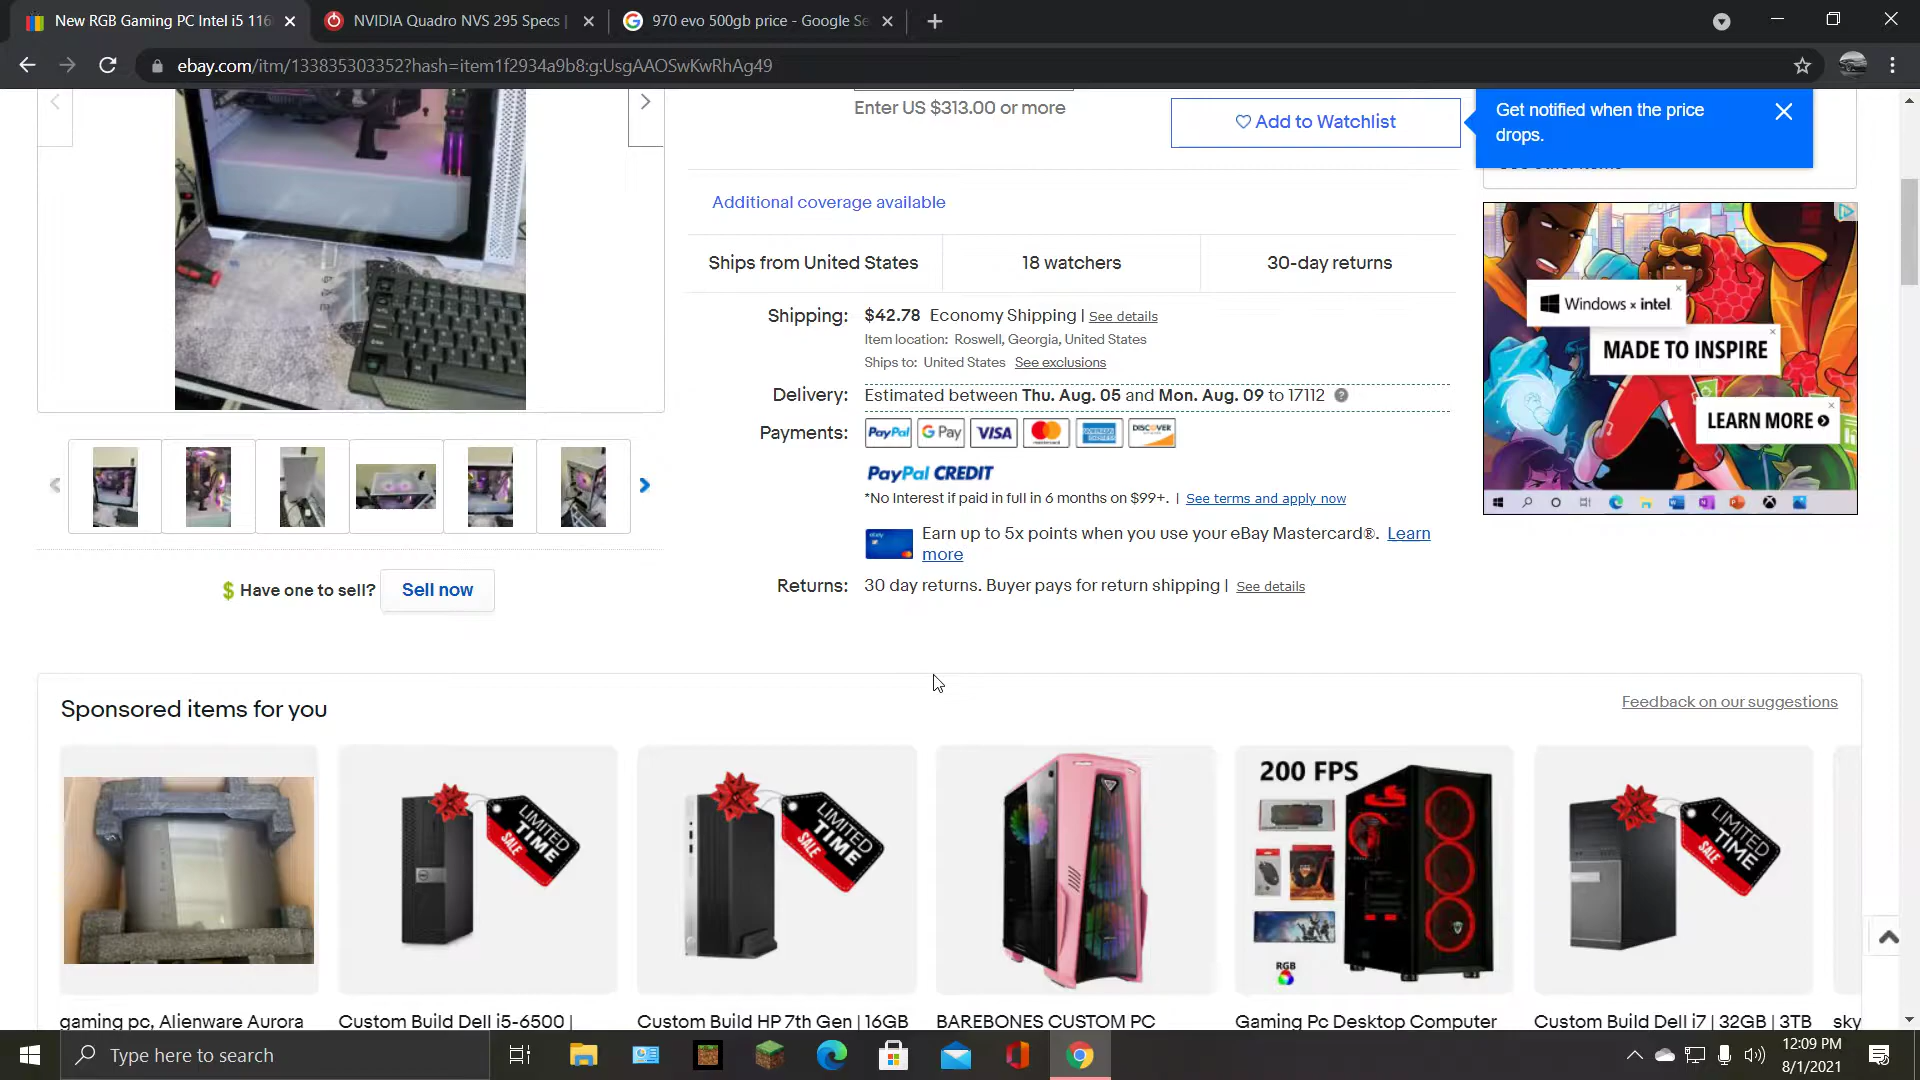 New RGB Gaming PC Intel i5 116
NVIDIA Quadro NVS 295 Specs |
970 evo 500gb price - Google Se
ebay.com/itm/133835303352?hash=item1f2934a9b8:g:UsgAAOSwKwRhAg49
Enter US $313.00 or more
Add to Watchlist
Get notified when the price
drops.
Additional coverage available
Ships from United States
18 watchers
30-day returns
Shipping: $42.78 Economy Shipping | See details
Item location: Roswell, Georgia, United States
Ships to: United States See exclusions
Delivery: Estimated between Thu. Aug. 05 and Mon. Aug. 09 to 17112
Payments: PayPal G Pay VISA MasterCard AMERICAN EXPRESS DISCOVER
PayPal CREDIT
*No Interest if paid in full in 6 months on $99+. | See terms and apply now
Earn up to 5x points when you use your eBay Mastercard®. Learn
more
Returns: 30 day returns. Buyer pays for return shipping | See details
Windows x intel
MADE TO INSPIRE
LEARN MORE
$ Have one to sell? Sell now
Sponsored items for you
Feedback on our suggestions
LIMITED
TIME
SALE
LIMITED
TIME
SALE
200 FPS
RGB
LIMITED
TIME
SALE
gaming pc, Alienware Aurora
Custom Build Dell i5-6500 |
Custom Build HP 7th Gen | 16GB
BAREBONES CUSTOM PC
Gaming Pc Desktop Computer
Custom Build Dell i7 | 32GB | 3TB
sky
Type here to search
12:09 PM
8/1/2021